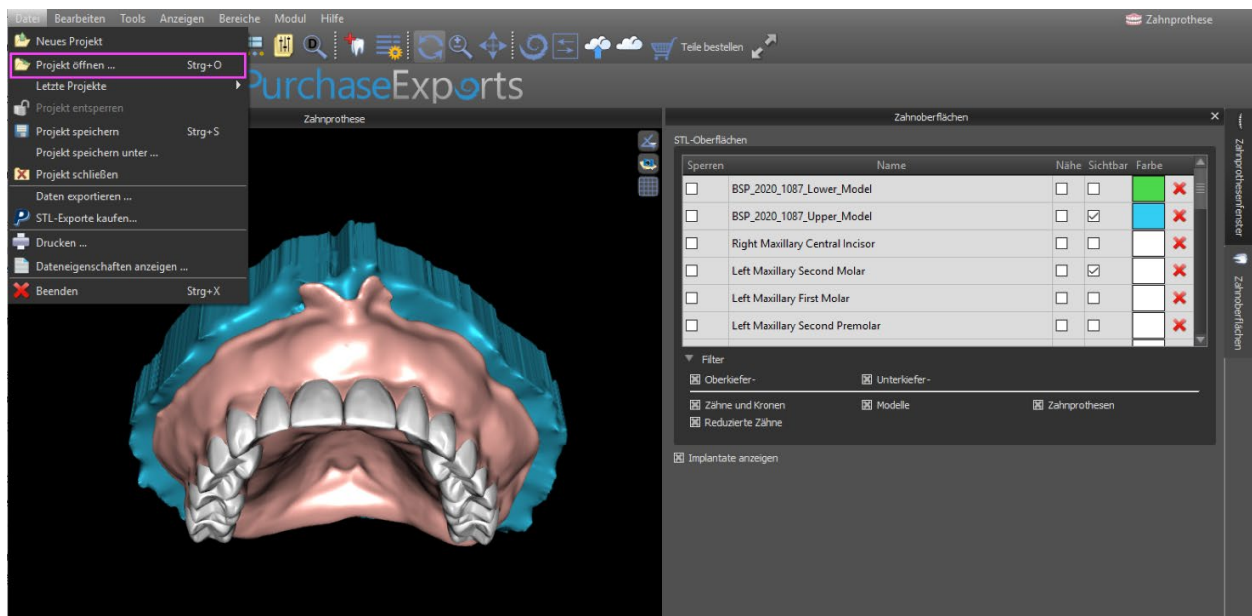 Datei Bearbeiten Tools Anzeigen Bereiche Modul Hilfe
Zahnprothese
Neues Projekt
Projekt öffnen ... Strg+O
Letzte Projekte
Projekt entsperren
Projekt speichern Strg+S
Projekt speichern unter ...
Projekt schließen
Daten exportieren ...
STL-Exporte kaufen...
Drucken ...
Dateneigenschaften anzeigen ...
Beenden Strg+X
D
Teile bestellen
PurchaseExports
Zahnprothese
Zahnoberflächen
STL-Oberflächen
Sperren Name Nähe Sichtbar Farbe
BSP_2020_1087_Lower_Model
BSP_2020_1087_Upper_Model
Right Maxillary Central Incisor
Left Maxillary Second Molar
Left Maxillary First Molar
Left Maxillary Second Premolar
Filter
Oberkiefer- Unterkiefer-
Zähne und Kronen Modelle Zahnprothesen
Reduzierte Zähne
Implantate anzeigen
Zahnprothesenfenster
Zahnoberflächen